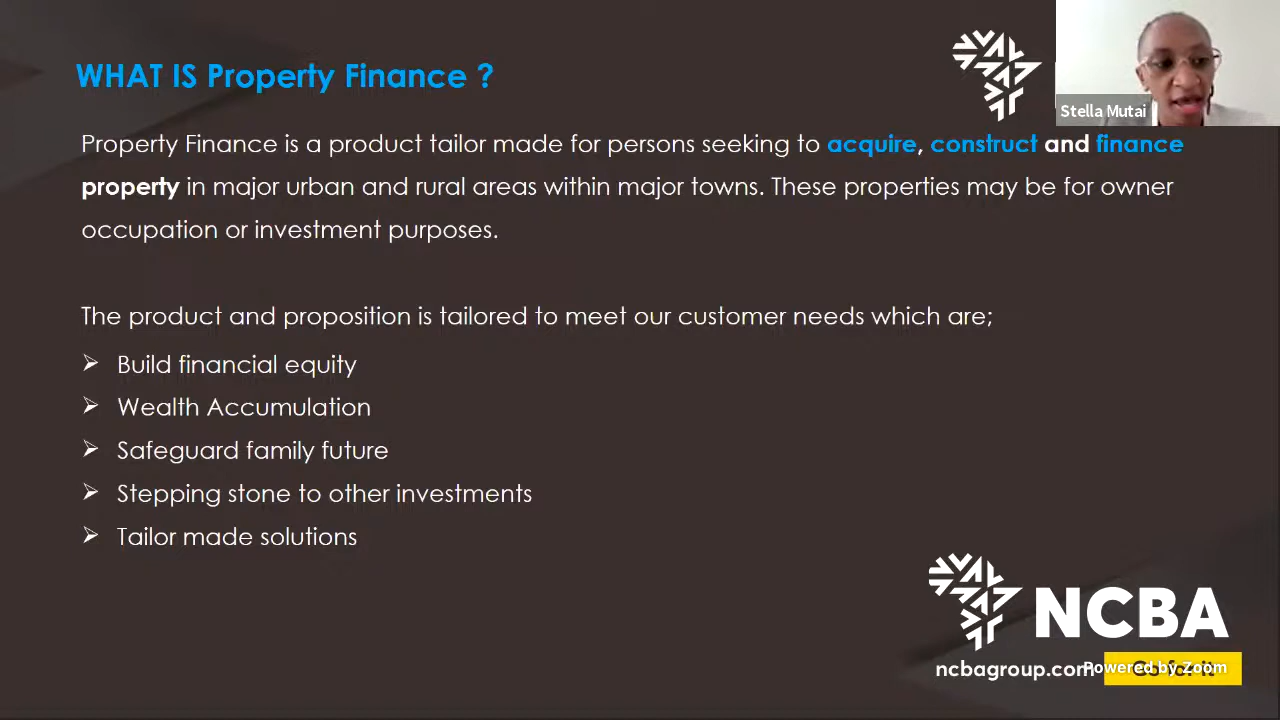 WHAT IS Property Finance ?
Stella Mutai
Property Finance is a product tailor made for persons seeking to acquire, construct and finance
property in major urban and rural areas within major towns. These properties may be for owner
occupation or investment purposes.
The product and proposition is tailored to meet our customer needs which are;
Build financial equity
Wealth Accumulation
Safeguard family future
Stepping stone to other investments
Tailor made solutions
NCBA
ncbagroup.com
Go for it
Powered by Zoom